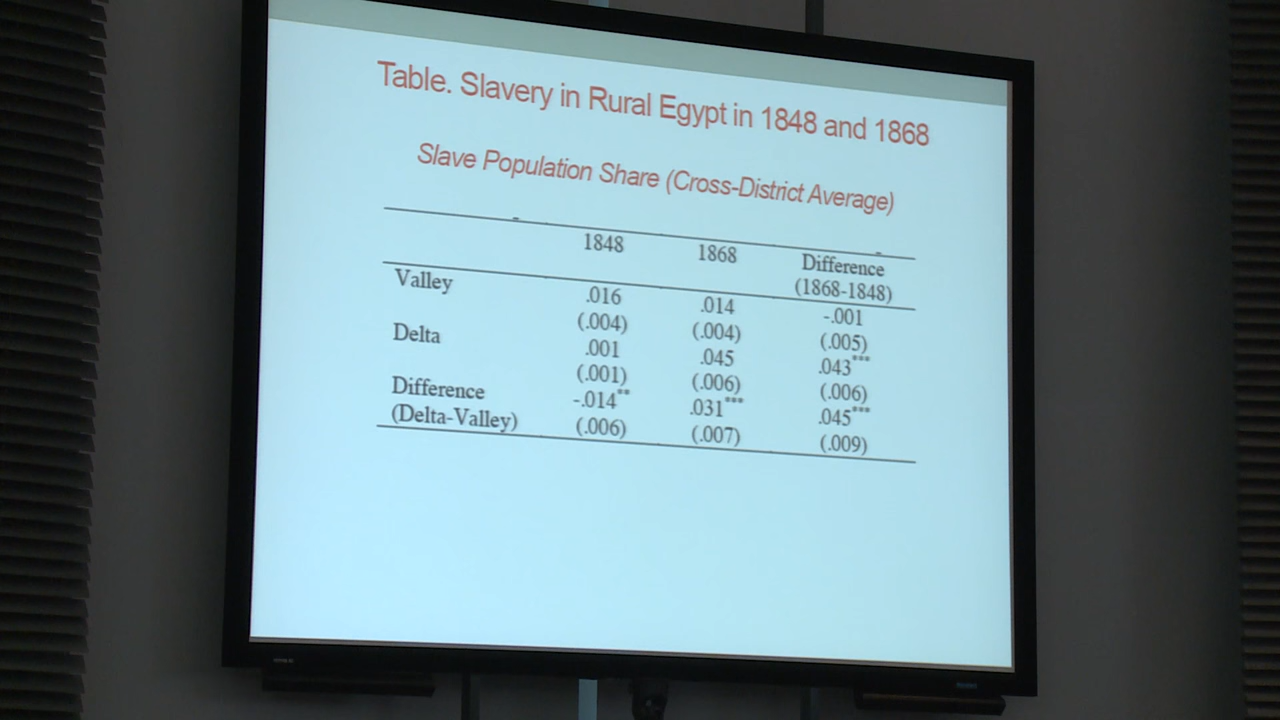 Table. Slavery in Rural Egypt in 1848 and 1868
Slave Population Share (Cross-District Average)
1848 1868 Difference
(1868-1848)
Valley .016 .014 -.001
(.004) (.004) (.005)
Delta .001 .045 .043***
(.001) (.006) (.006)
Difference -.014** .031*** .045***
(Delta-Valley) (.006) (.007) (.009)